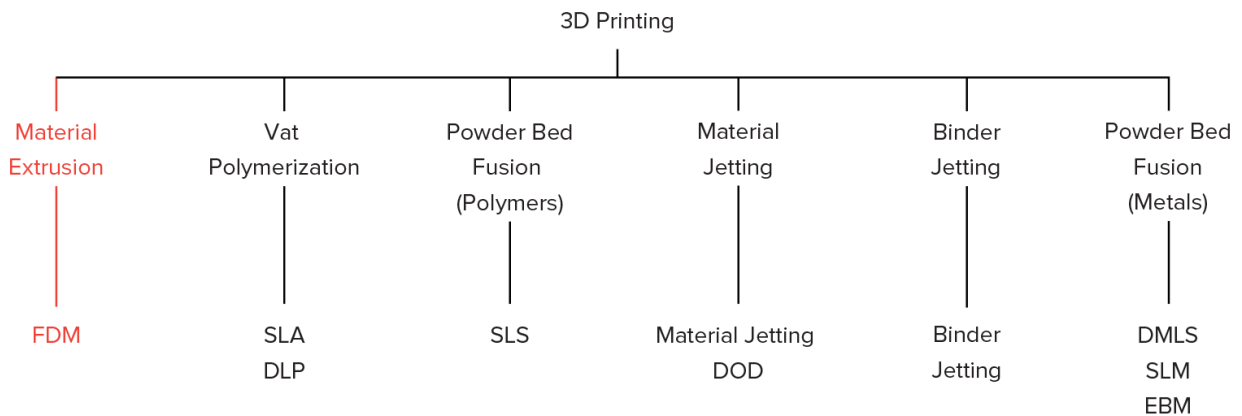 3D Printing
Material
Extrusion
Vat
Polymerization
Powder Bed
Fusion
(Polymers)
Material
Jetting
Binder
Jetting
Powder Bed
Fusion
(Metals)
FDM
SLA
DLP
SLS
Material Jetting
DOD
Binder
Jetting
DMLS
SLM
EBM